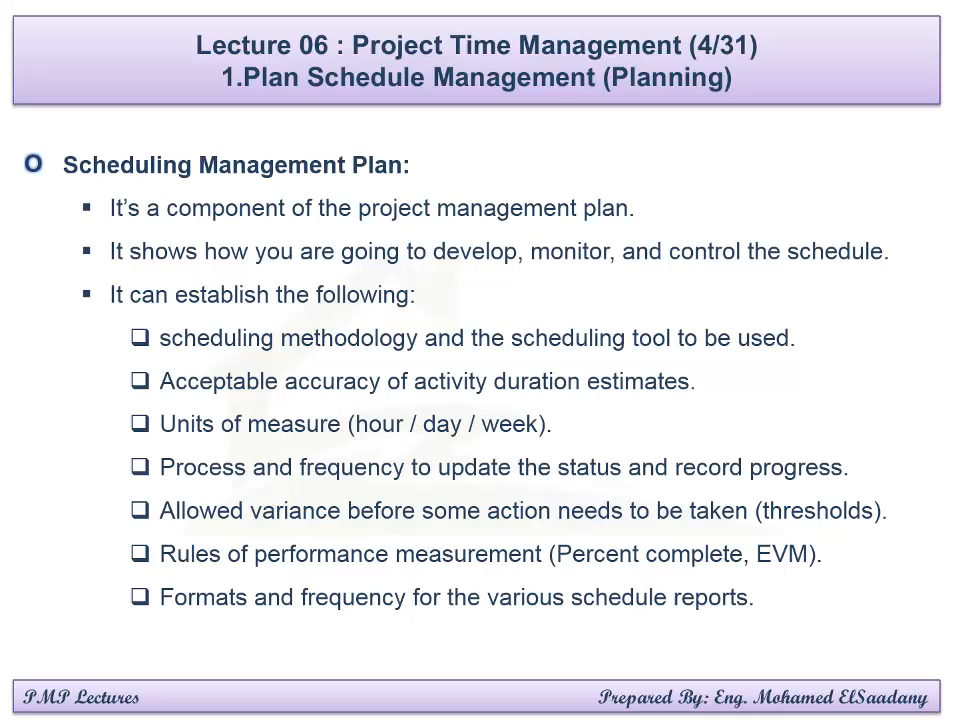 Lecture 06 : Project Time Management (4/31)
1.Plan Schedule Management (Planning)
Scheduling Management Plan:
It's a component of the project management plan.
It shows how you are going to develop, monitor, and control the schedule.
It can establish the following:
scheduling methodology and the scheduling tool to be used.
Acceptable accuracy of activity duration estimates.
Units of measure (hour / day / week).
Process and frequency to update the status and record progress.
Allowed variance before some action needs to be taken (thresholds).
Rules of performance measurement (Percent complete, EVM).
Formats and frequency for the various schedule reports.
PMP Lectures
Prepared By: Eng. Mohamed ElSaadany